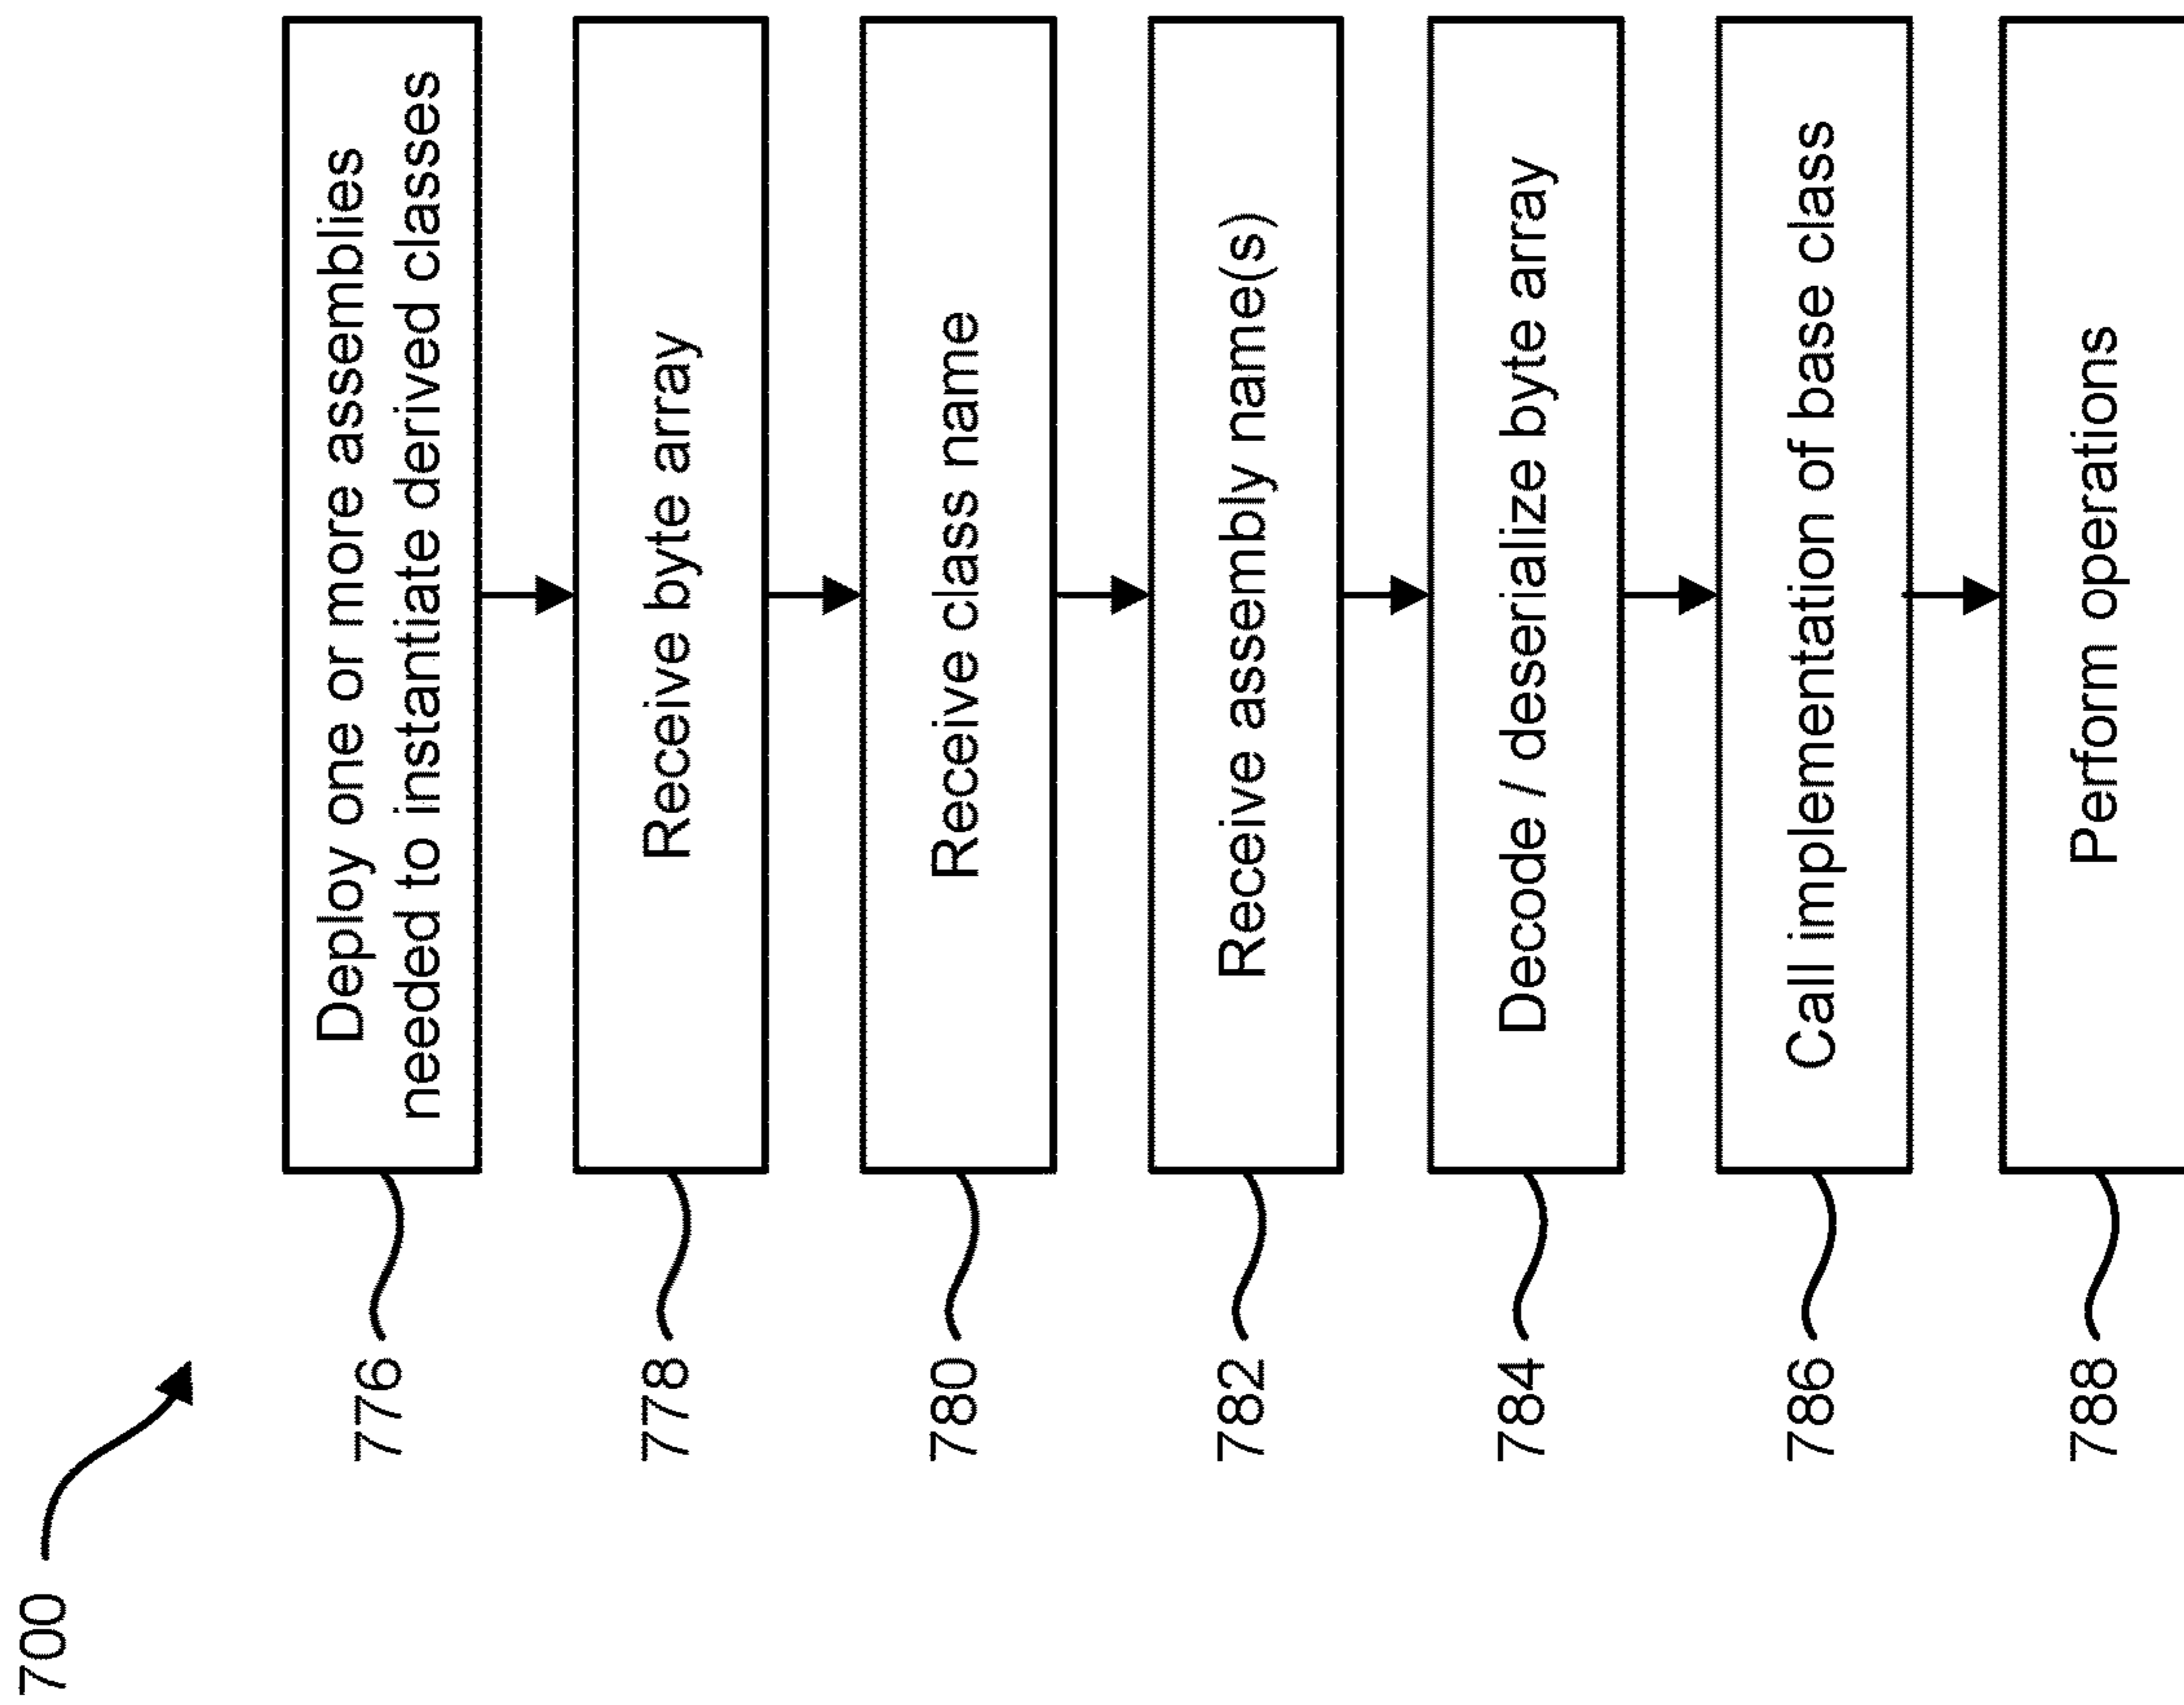 700
776
Deploy one or more assemblies
needed to instantiate derived classes
778
Receive byte array
780
Receive class name
782
Receive assembly name(s)
784
Decode / deserialize byte array
786
Call implementation of base class
788
Perform operations